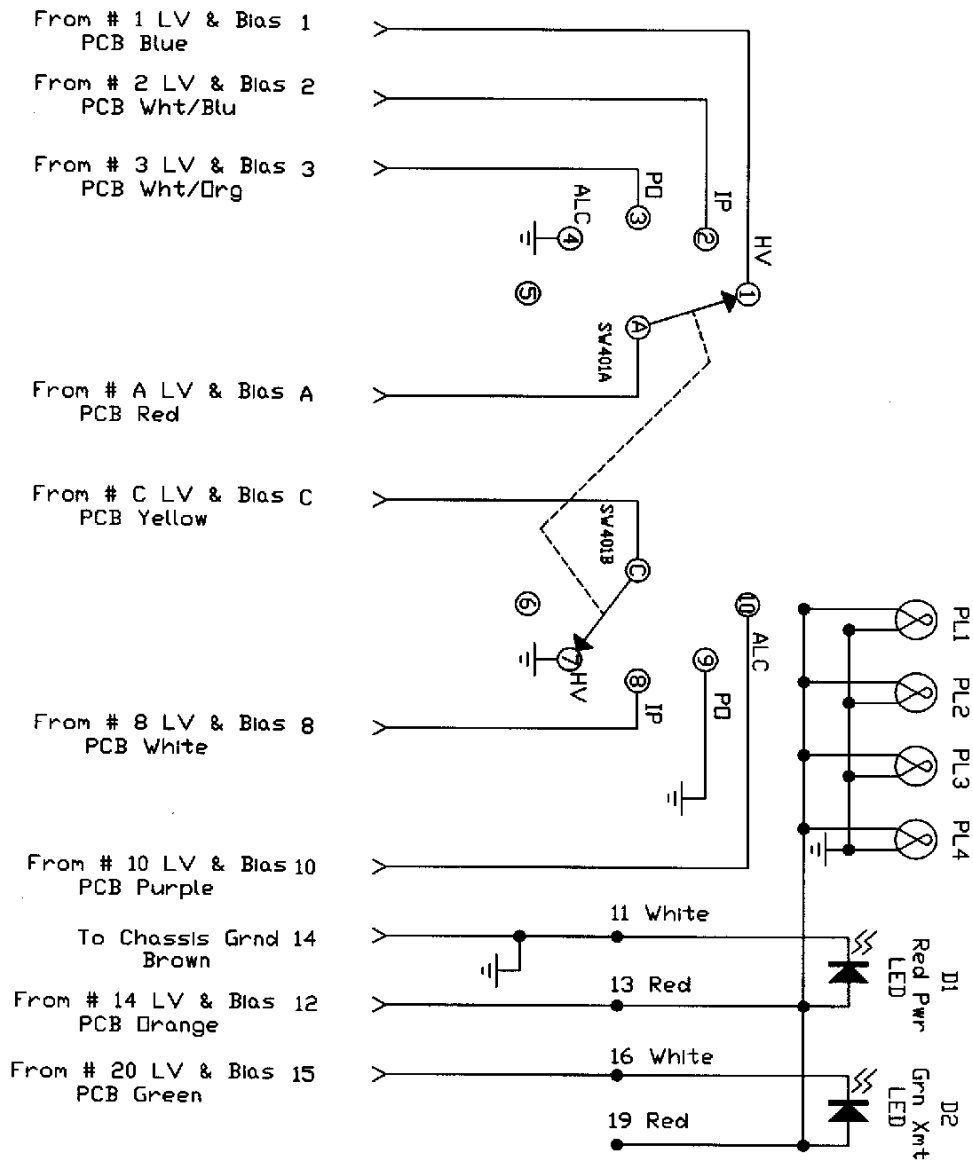 From # 1 LV & Bias 1
PCB Blue
From # 2 LV & Bias 2
PCB Wht/Blu
From # 3 LV & Bias 3
PCB Wht/Org
PO
3
ALC
4
IP
2
HV
1
5
A
SW401A
From # A LV & Bias A
PCB Red
From # C LV & Bias C
PCB Yellow
SW401B
C
6
7
HV
8
IP
9
PO
10
ALC
PL1
PL2
PL3
PL4
From # 8 LV & Bias 8
PCB White
From # 10 LV & Bias 10
PCB Purple
11 White
To Chassis Grnd 14
Brown
13 Red
From # 14 LV & Bias 12
PCB Orange
D1
Red Pwr
LED
16 White
From # 20 LV & Bias 15
PCB Green
19 Red
D2
Grn Xmt
LED